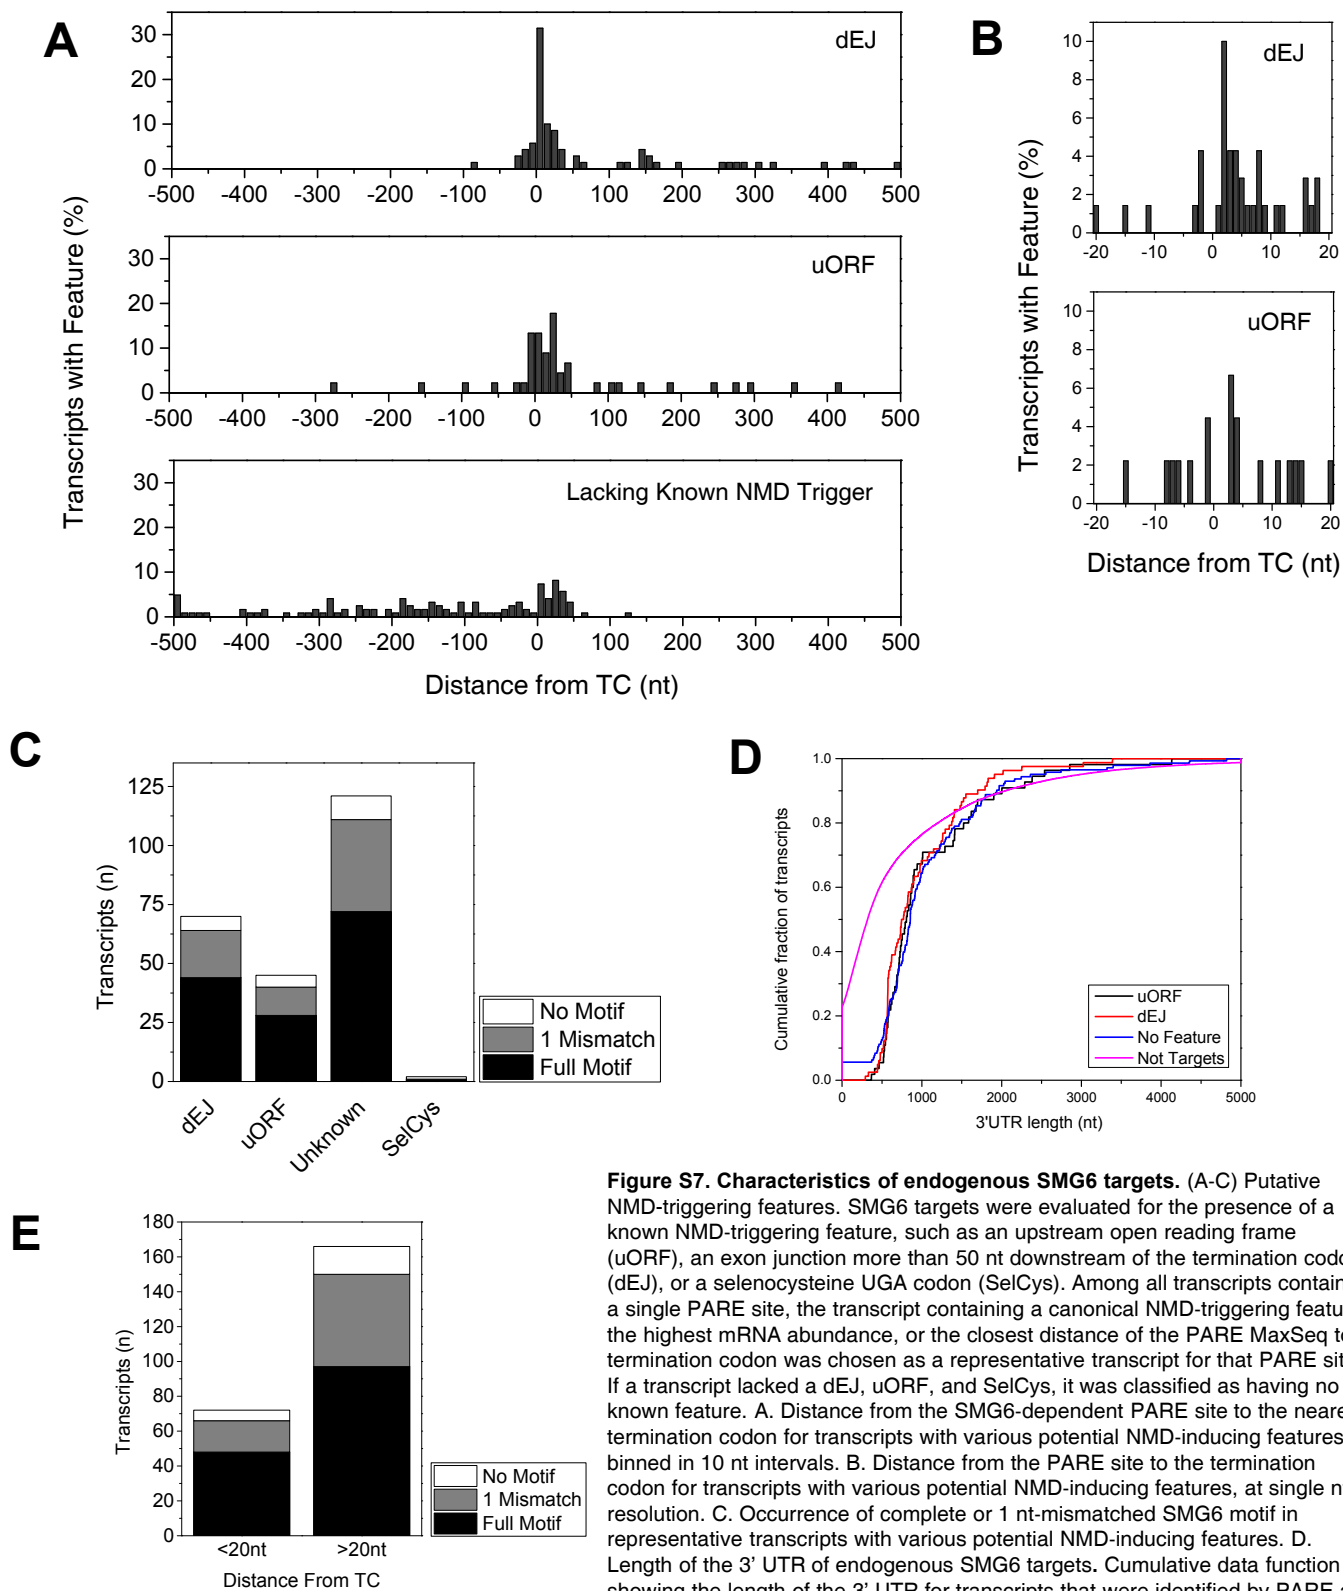 A
Transcripts with Feature (%)
dEJ
30
20
10
0
-500 -400 -300 -200 -100 0 100 200 300 400 500
uORF
30
20
10
0
-500 -400 -300 -200 -100 0 100 200 300 400 500
Lacking Known NMD Trigger
30
20
10
0
-500 -400 -300 -200 -100 0 100 200 300 400 500
Distance from TC (nt)
B
Transcripts with Feature (%)
dEJ
10
8
6
4
2
0
-20 -10 0 10 20
uORF
10
8
6
4
2
0
-20 -10 0 10 20
Distance from TC (nt)
C
Transcripts (n)
125
100
75
50
25
0
dEJ uORF Unknown SelCys
No Motif
1 Mismatch
Full Motif
D
Cumulative fraction of transcripts
1.0
0.8
0.6
0.4
0.2
0.0
0 1000 2000 3000 4000 5000
3'UTR length (nt)
uORF
dEJ
No Feature
Not Targets
E
Transcripts (n)
180
160
140
120
100
80
60
40
20
0
<20nt >20nt
Distance From TC
No Motif
1 Mismatch
Full Motif
Figure S7. Characteristics of endogenous SMG6 targets. (A-C) Putative
NMD-triggering features. SMG6 targets were evaluated for the presence of a
known NMD-triggering feature, such as an upstream open reading frame
(uORF), an exon junction more than 50 nt downstream of the termination
(dEJ), or a selenocysteine UGA codon (SelCys). Among all transcripts
a single PARE site, the transcript containing a canonical NMD-triggering
the highest mRNA abundance, or the closest distance of the PARE MaxSeq
termination codon was chosen as a representative transcript for that PARE
If a transcript lacked a dEJ, uORF, and SelCys, it was classified as having no
known feature. A. Distance from the SMG6-dependent PARE site to the
termination codon for transcripts with various potential NMD-inducing features
binned in 10 nt intervals. B. Distance from the PARE site to the termination
codon for transcripts with various potential NMD-inducing features, at single
resolution. C. Occurrence of complete or 1 nt-mismatched SMG6 motif in
representative transcripts with various potential NMD-inducing features. D.
Length of the 3' UTR of endogenous SMG6 targets. Cumulative data function
showing the length of the 3' UTR for transcripts that were identified by PARE